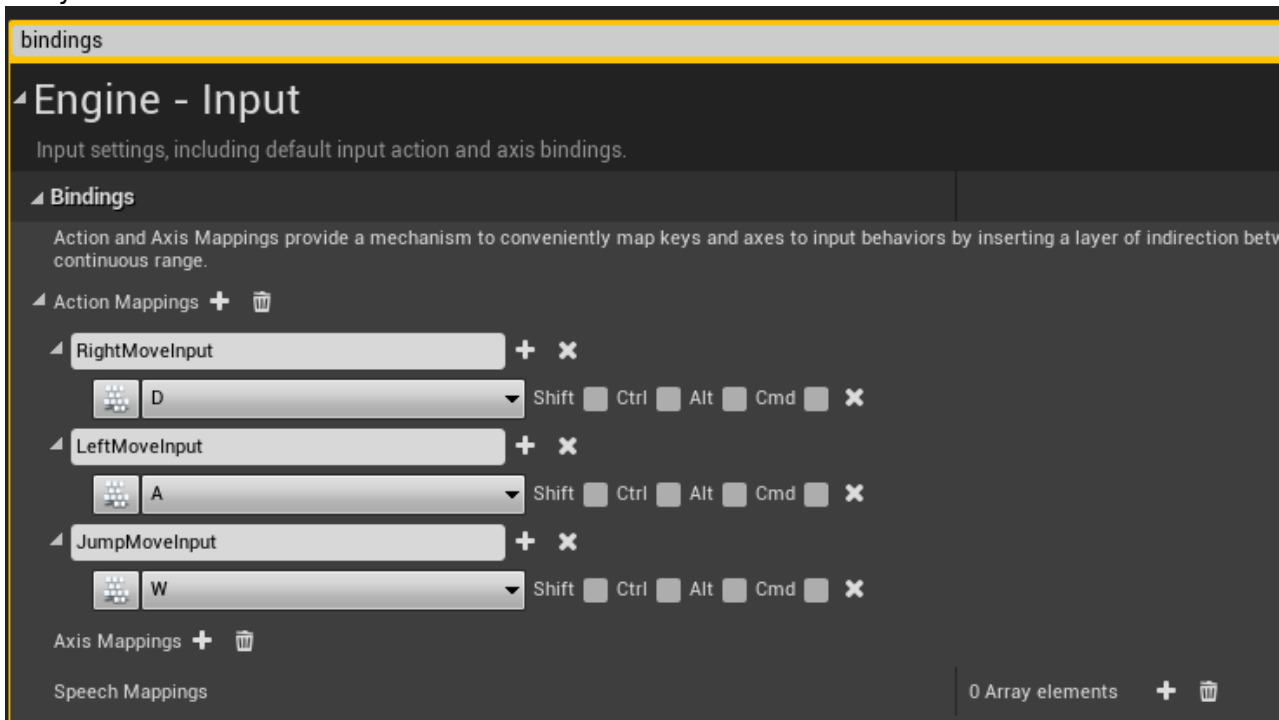 bindings
Engine - Input
Input settings, including default input action and axis bindings.
Bindings
Action and Axis Mappings provide a mechanism to conveniently map keys and axes to input behaviors by inserting a layer of indirection
continuous range.
Action Mappings
RightMoveInput
D Shift Ctrl Alt Cmd
LeftMoveInput
A Shift Ctrl Alt Cmd
JumpMoveInput
W Shift Ctrl Alt Cmd
Axis Mappings
Speech Mappings 0 Array elements